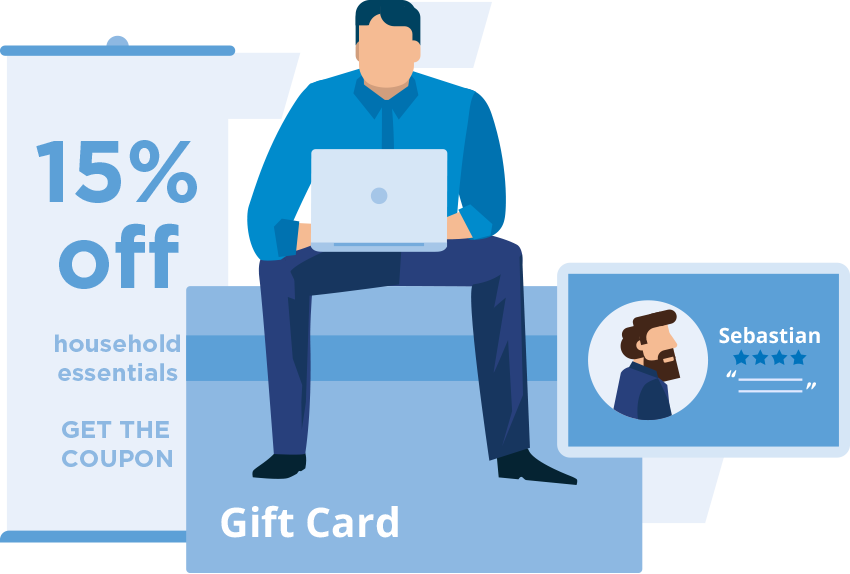 15%
off
household
essentials
GET THE
COUPON
Gift Card
Sebastian
“
”